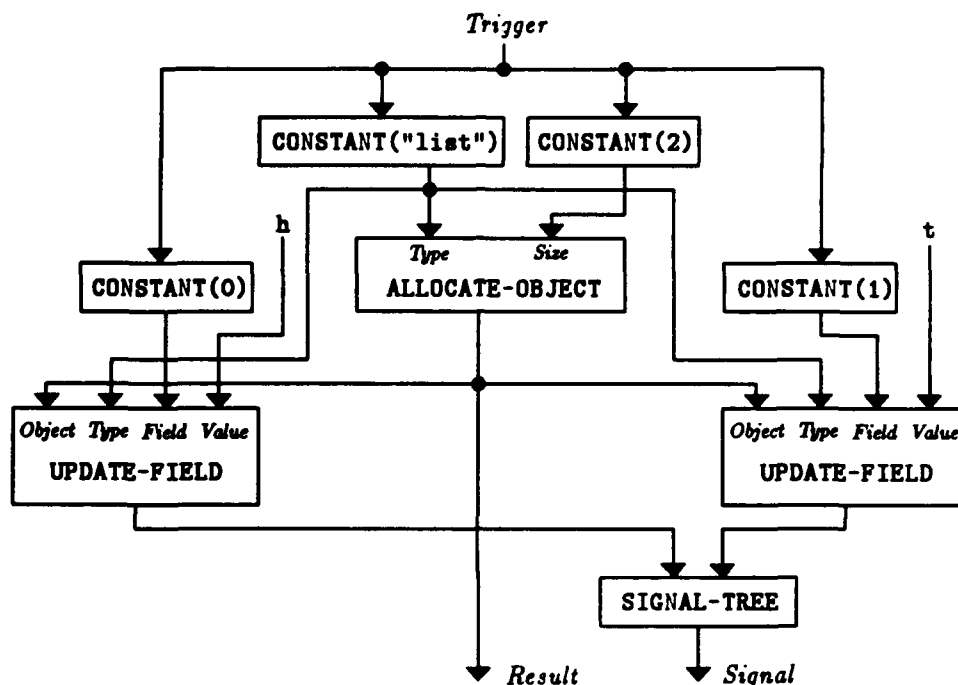 Trigger
CONSTANT("list") CONSTANT(2)
h t
Type Size
CONSTANT(0) ALLOCATE-OBJECT CONSTANT(1)
Object Type Field Value Object Type Field Value
UPDATE-FIELD UPDATE-FIELD
SIGNAL-TREE
Result Signal